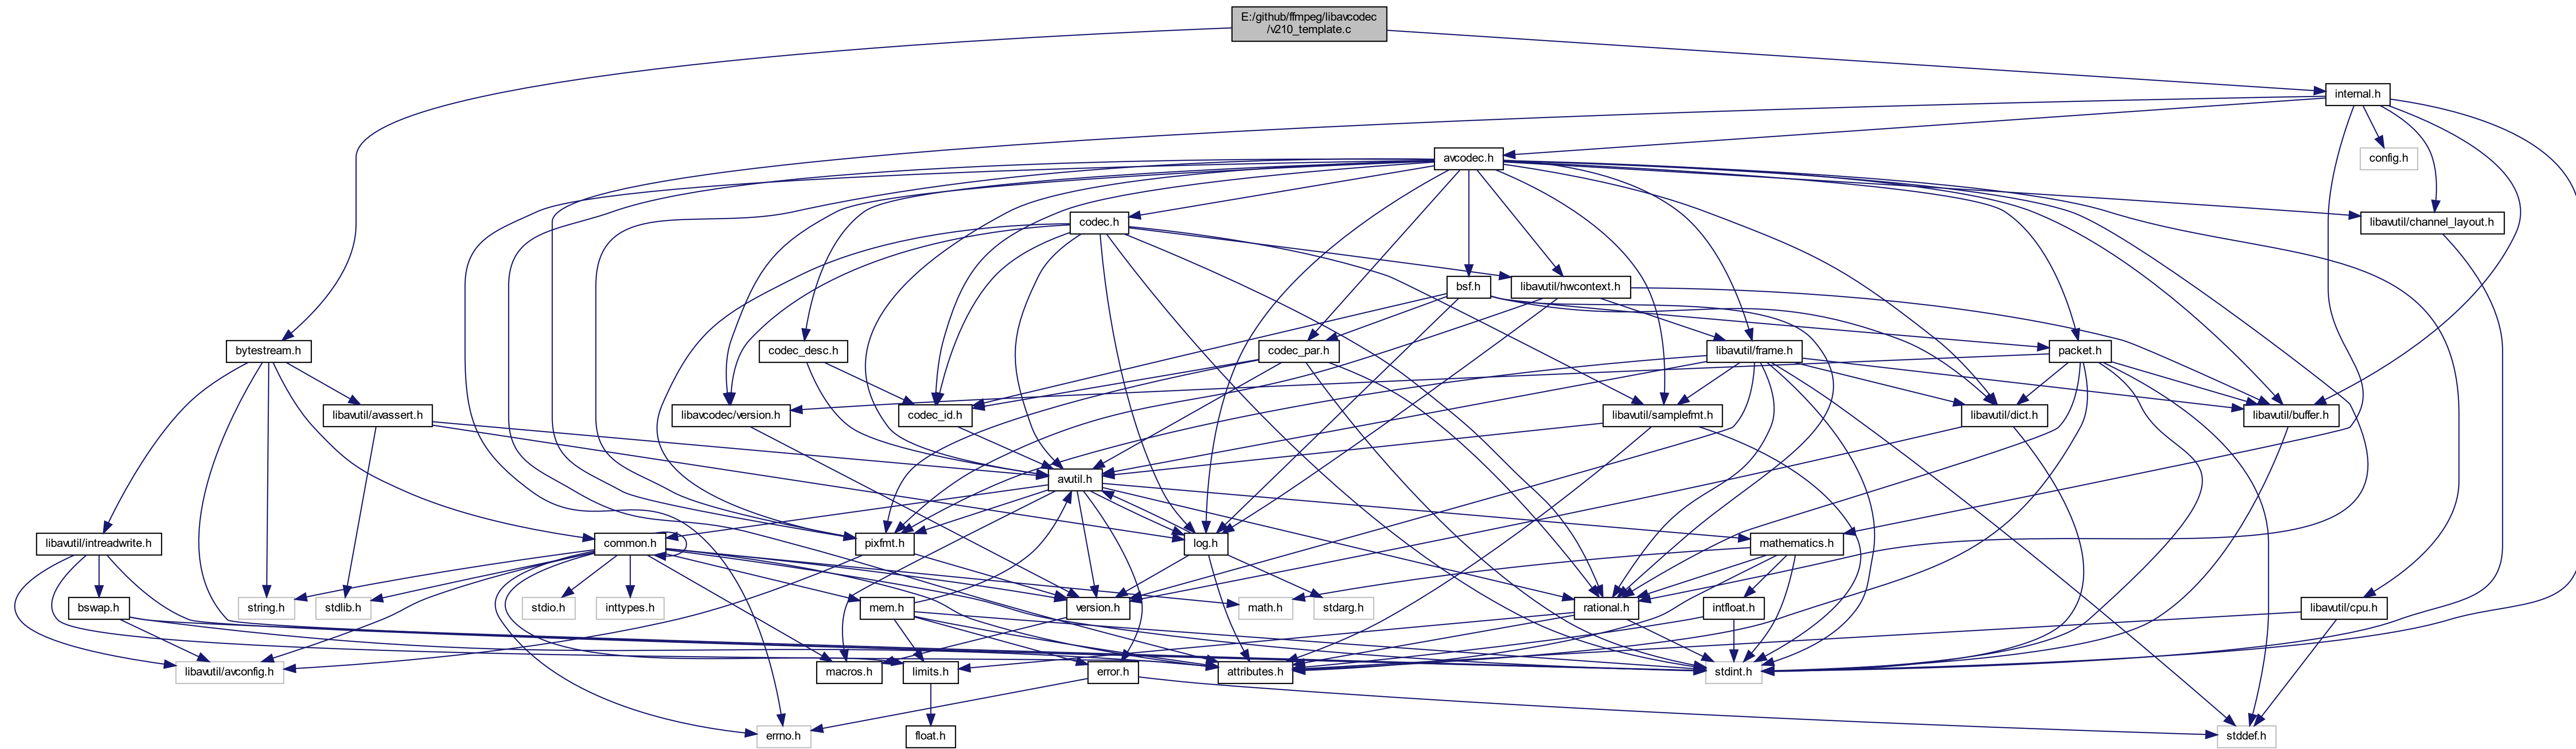 E:/github/ffmpeg/libavcodec
/v210_template.c
internal.h
avcodec.h
config.h
codec.h
libavutil/channel_layout.h
bsf.h
libavutil/hwcontext.h
bytestream.h
codec_desc.h
codec_par.h
libavutil/frame.h
packet.h
libavutil/avassert.h
libavcodec/version.h
codec_id.h
libavutil/samplefmt.h
libavutil/dict.h
libavutil/buffer.h
avutil.h
libavutil/intreadwrite.h
common.h
pixfmt.h
log.h
mathematics.h
bswap.h
string.h
stdlib.h
stdio.h
inttypes.h
mem.h
version.h
math.h
stdarg.h
rational.h
intfloat.h
libavutil/cpu.h
libavutil/avconfig.h
macros.h
limits.h
error.h
attributes.h
stdint.h
errno.h
float.h
stddef.h